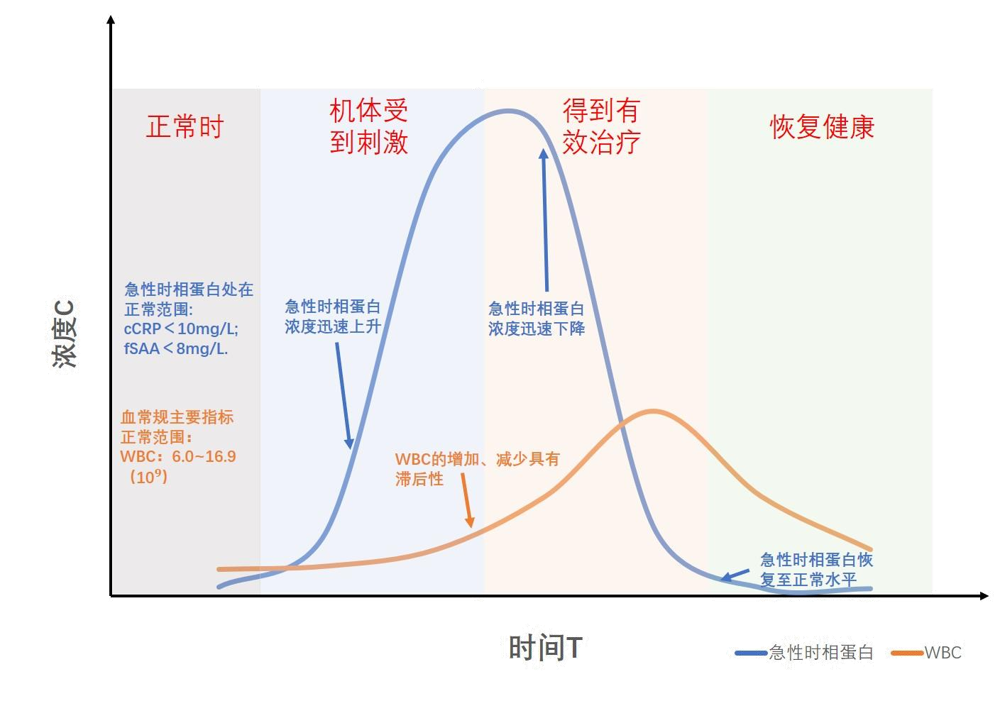 正常时
机体受
到刺激
得到有
效治疗
恢复健康
急性时相蛋白处在
正常范围:
cCRP＜10mg/L;
fSAA＜8mg/L.
急性时相蛋白
浓度迅速上升
急性时相蛋白
浓度迅速下降
血常规主要指标
正常范围：
WBC：6.0~16.9
（10⁹）
WBC的增加、减少具有
滞后性
急性时相蛋白恢
复至正常水平
浓度C
时间T
急性时相蛋白
WBC